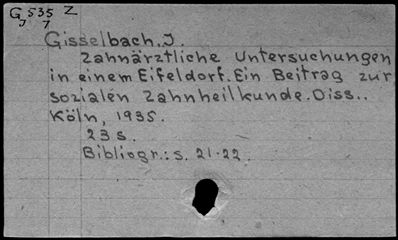 G 535 Z
J 7
Gisselbach. J.
Zahnärztliche Untersuchungen
in einem Eifeldorf. Ein Beitrag zur
sozialen Zahnheilkunde. Diss..
Köln, 1935.
23 s.
Bibliogr.: s. 21-22.